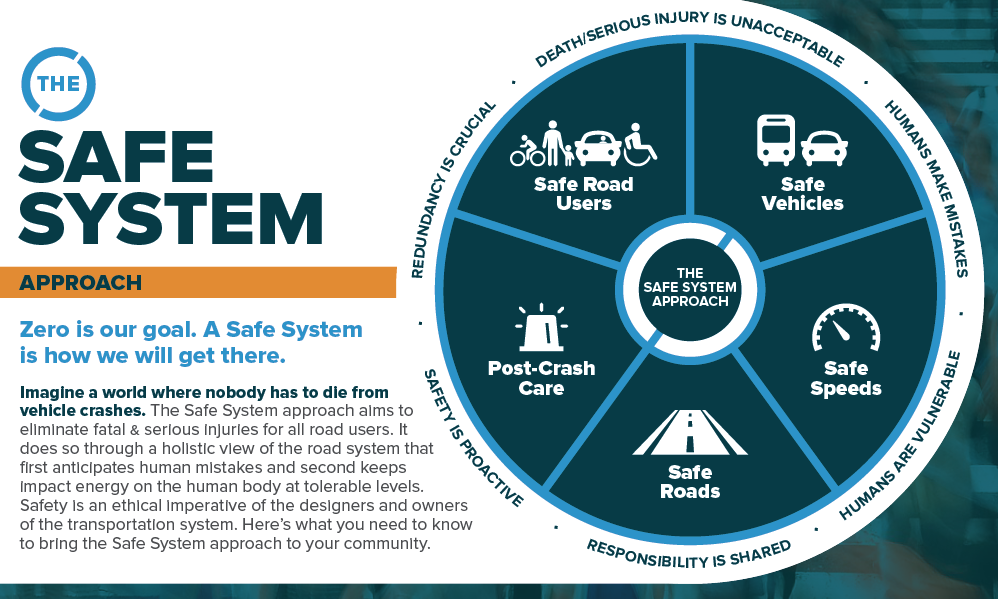 THE
SAFE
SYSTEM
APPROACH
Zero is our goal. A Safe System
is how we will get there.
Imagine a world where nobody has to die from
vehicle crashes. The Safe System approach aims to
eliminate fatal & serious injuries for all road users. It
does so through a holistic view of the road system that
first anticipates human mistakes and second keeps
impact energy on the human body at tolerable levels.
Safety is an ethical imperative of the designers and owners
of the transportation system. Here’s what you need to know
to bring the Safe System approach to your community.
DEATH/SERIOUS INJURY IS UNACCEPTABLE
HUMANS MAKE MISTAKES
HUMANS ARE VULNERABLE
RESPONSIBILITY IS SHARED
SAFETY IS PROACTIVE
REDUNDANCY IS CRUCIAL
Safe Road
Users
Safe
Vehicles
Safe
Speeds
Safe
Roads
Post-Crash
Care
THE
SAFE SYSTEM
APPROACH